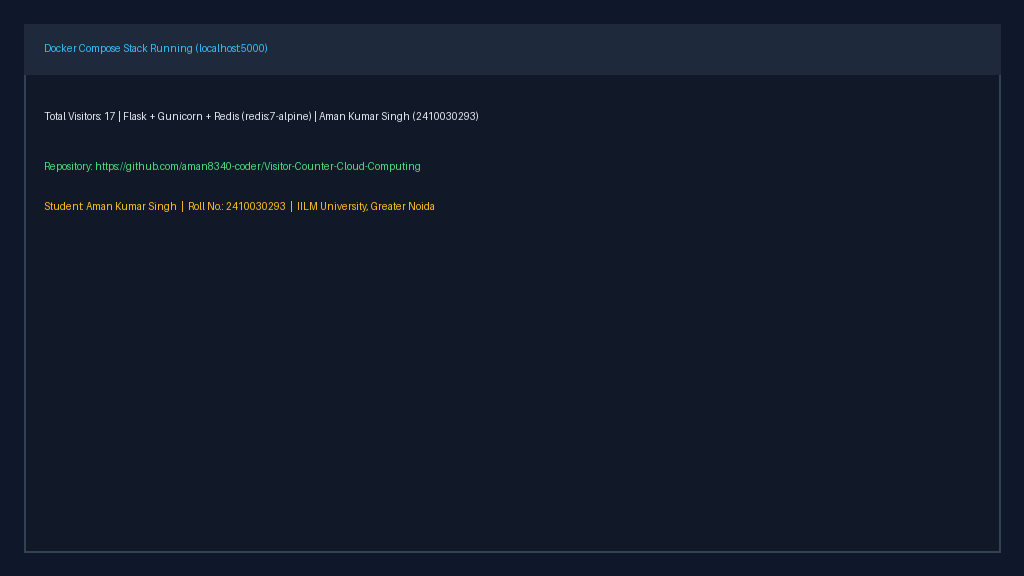 Docker Compose Stack Running (localhost:5000)
Total Visitors: 17 | Flask + Gunicorn + Redis (redis:7-alpine) | Aman Kumar Singh (2410030293)
Repository: https://github.com/aman8340-coder/Visitor-Counter-Cloud-Computing
Student: Aman Kumar Singh | Roll No.: 2410030293 | IILM University, Greater Noida